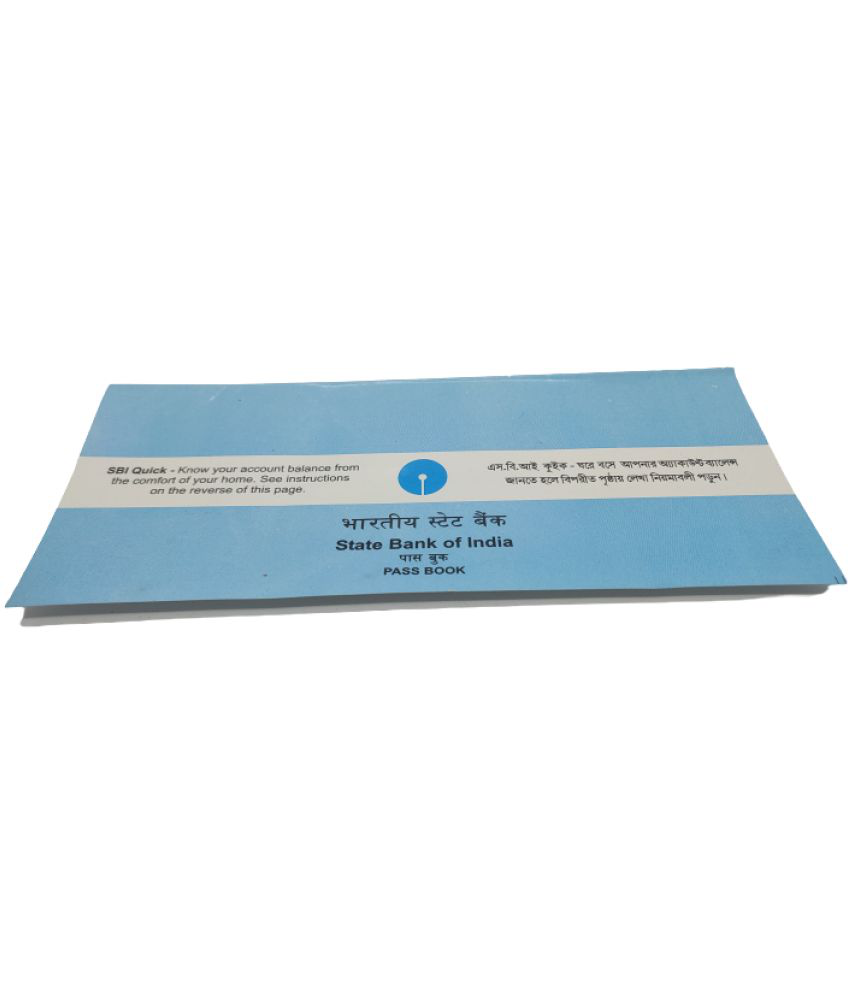 SBI Quick - Know your account balance from
the comfort of your home. See instructions
on the reverse of this page.
এস.বি.আই কুইক - ঘরে বসে আপনার অ্যাকাউন্ট ব্যালেন্স
জানতে হলে বিপরীত পৃষ্ঠায় লেখা নিয়মাবলী পড়ুন।
भारतीय स्टेट बैंक
State Bank of India
पास बुक
PASS BOOK